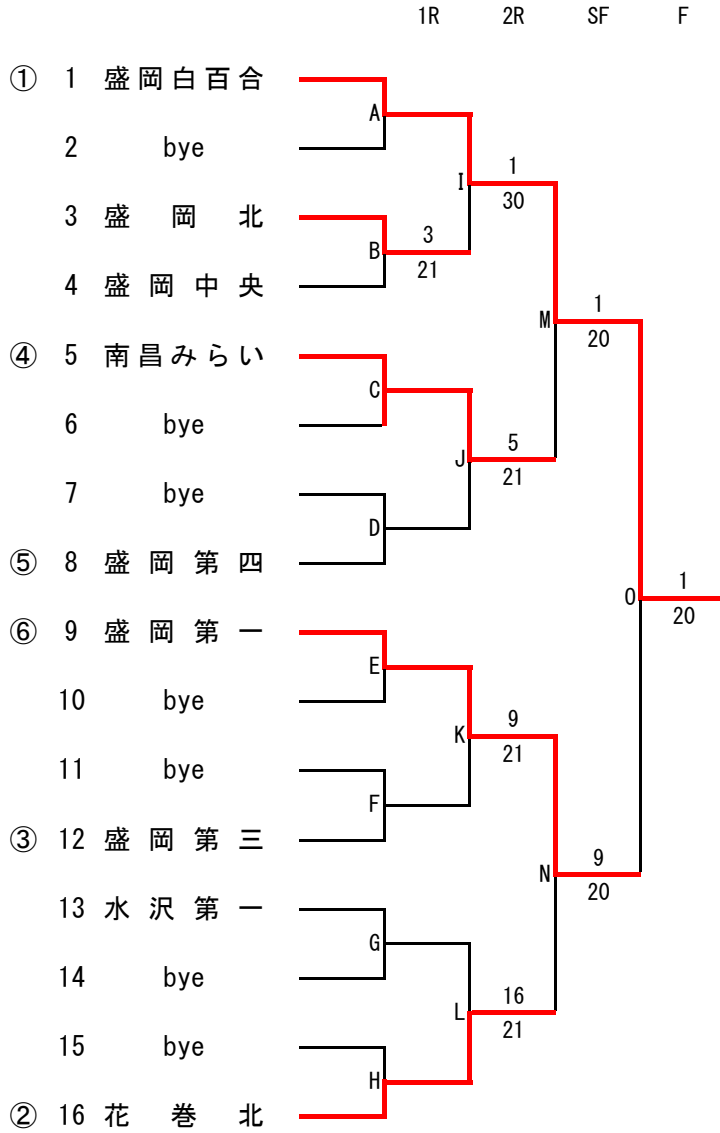 1R 2R SF F
① 1 盛岡白百合
A
2 bye
I
1
30
3 盛岡北
B
3
21
4 盛岡中央
M
1
20
④ 5 南昌みらい
C
6 bye
J
5
21
7 bye
D
⑤ 8 盛岡第四
O
1
20
⑥ 9 盛岡第一
E
10 bye
K
9
21
11 bye
F
③ 12 盛岡第三
N
9
20
13 水沢第一
G
14 bye
L
16
21
15 bye
H
② 16 花巻北